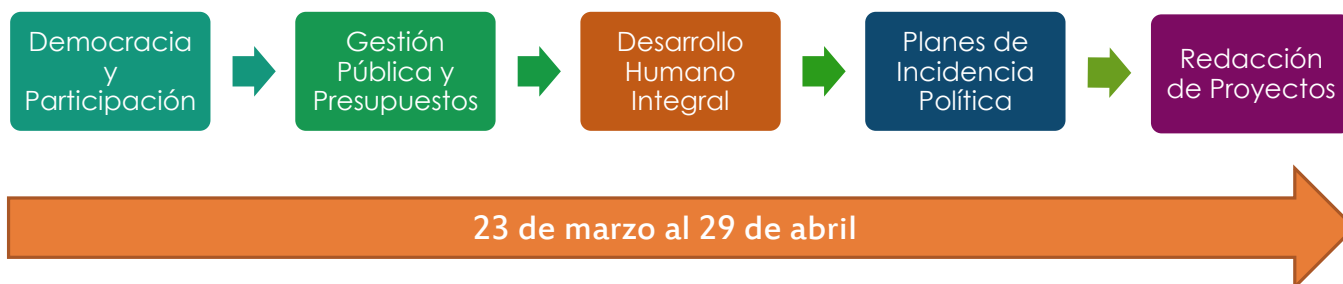 Democracia
y
Participación
Gestión
Pública y
Presupuestos
Desarrollo
Humano
Integral
Planes de
Incidencia
Política
Redacción
de Proyectos
23 de marzo al 29 de abril